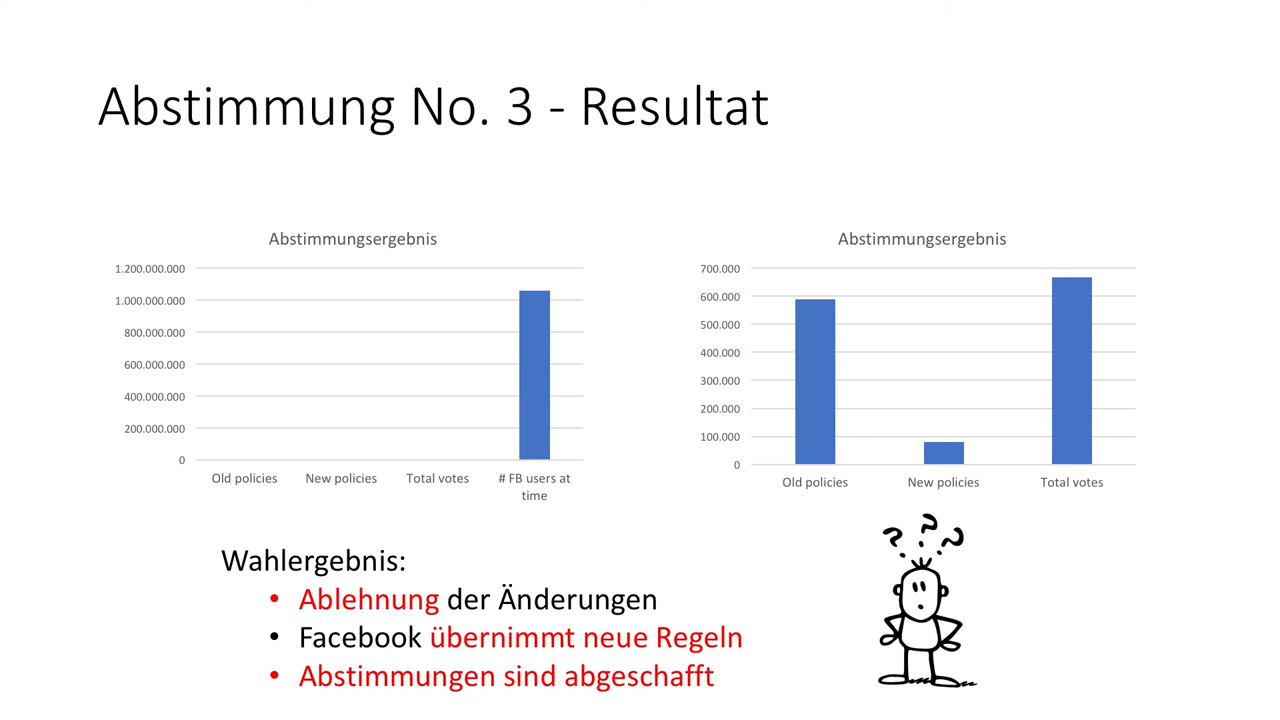 Abstimmung No. 3 - Resultat
Abstimmungsergebnis
1.200.000.000
1.000.000.000
800.000.000
600.000.000
400.000.000
200.000.000
0
Old policies
New policies
Total votes
# FB users at
time
Abstimmungsergebnis
700.000
600.000
500.000
400.000
300.000
200.000
100.000
0
Old policies
New policies
Total votes
Wahlergebnis:
• Ablehnung der Änderungen
• Facebook übernimmt neue Regeln
• Abstimmungen sind abgeschafft
? ? ?